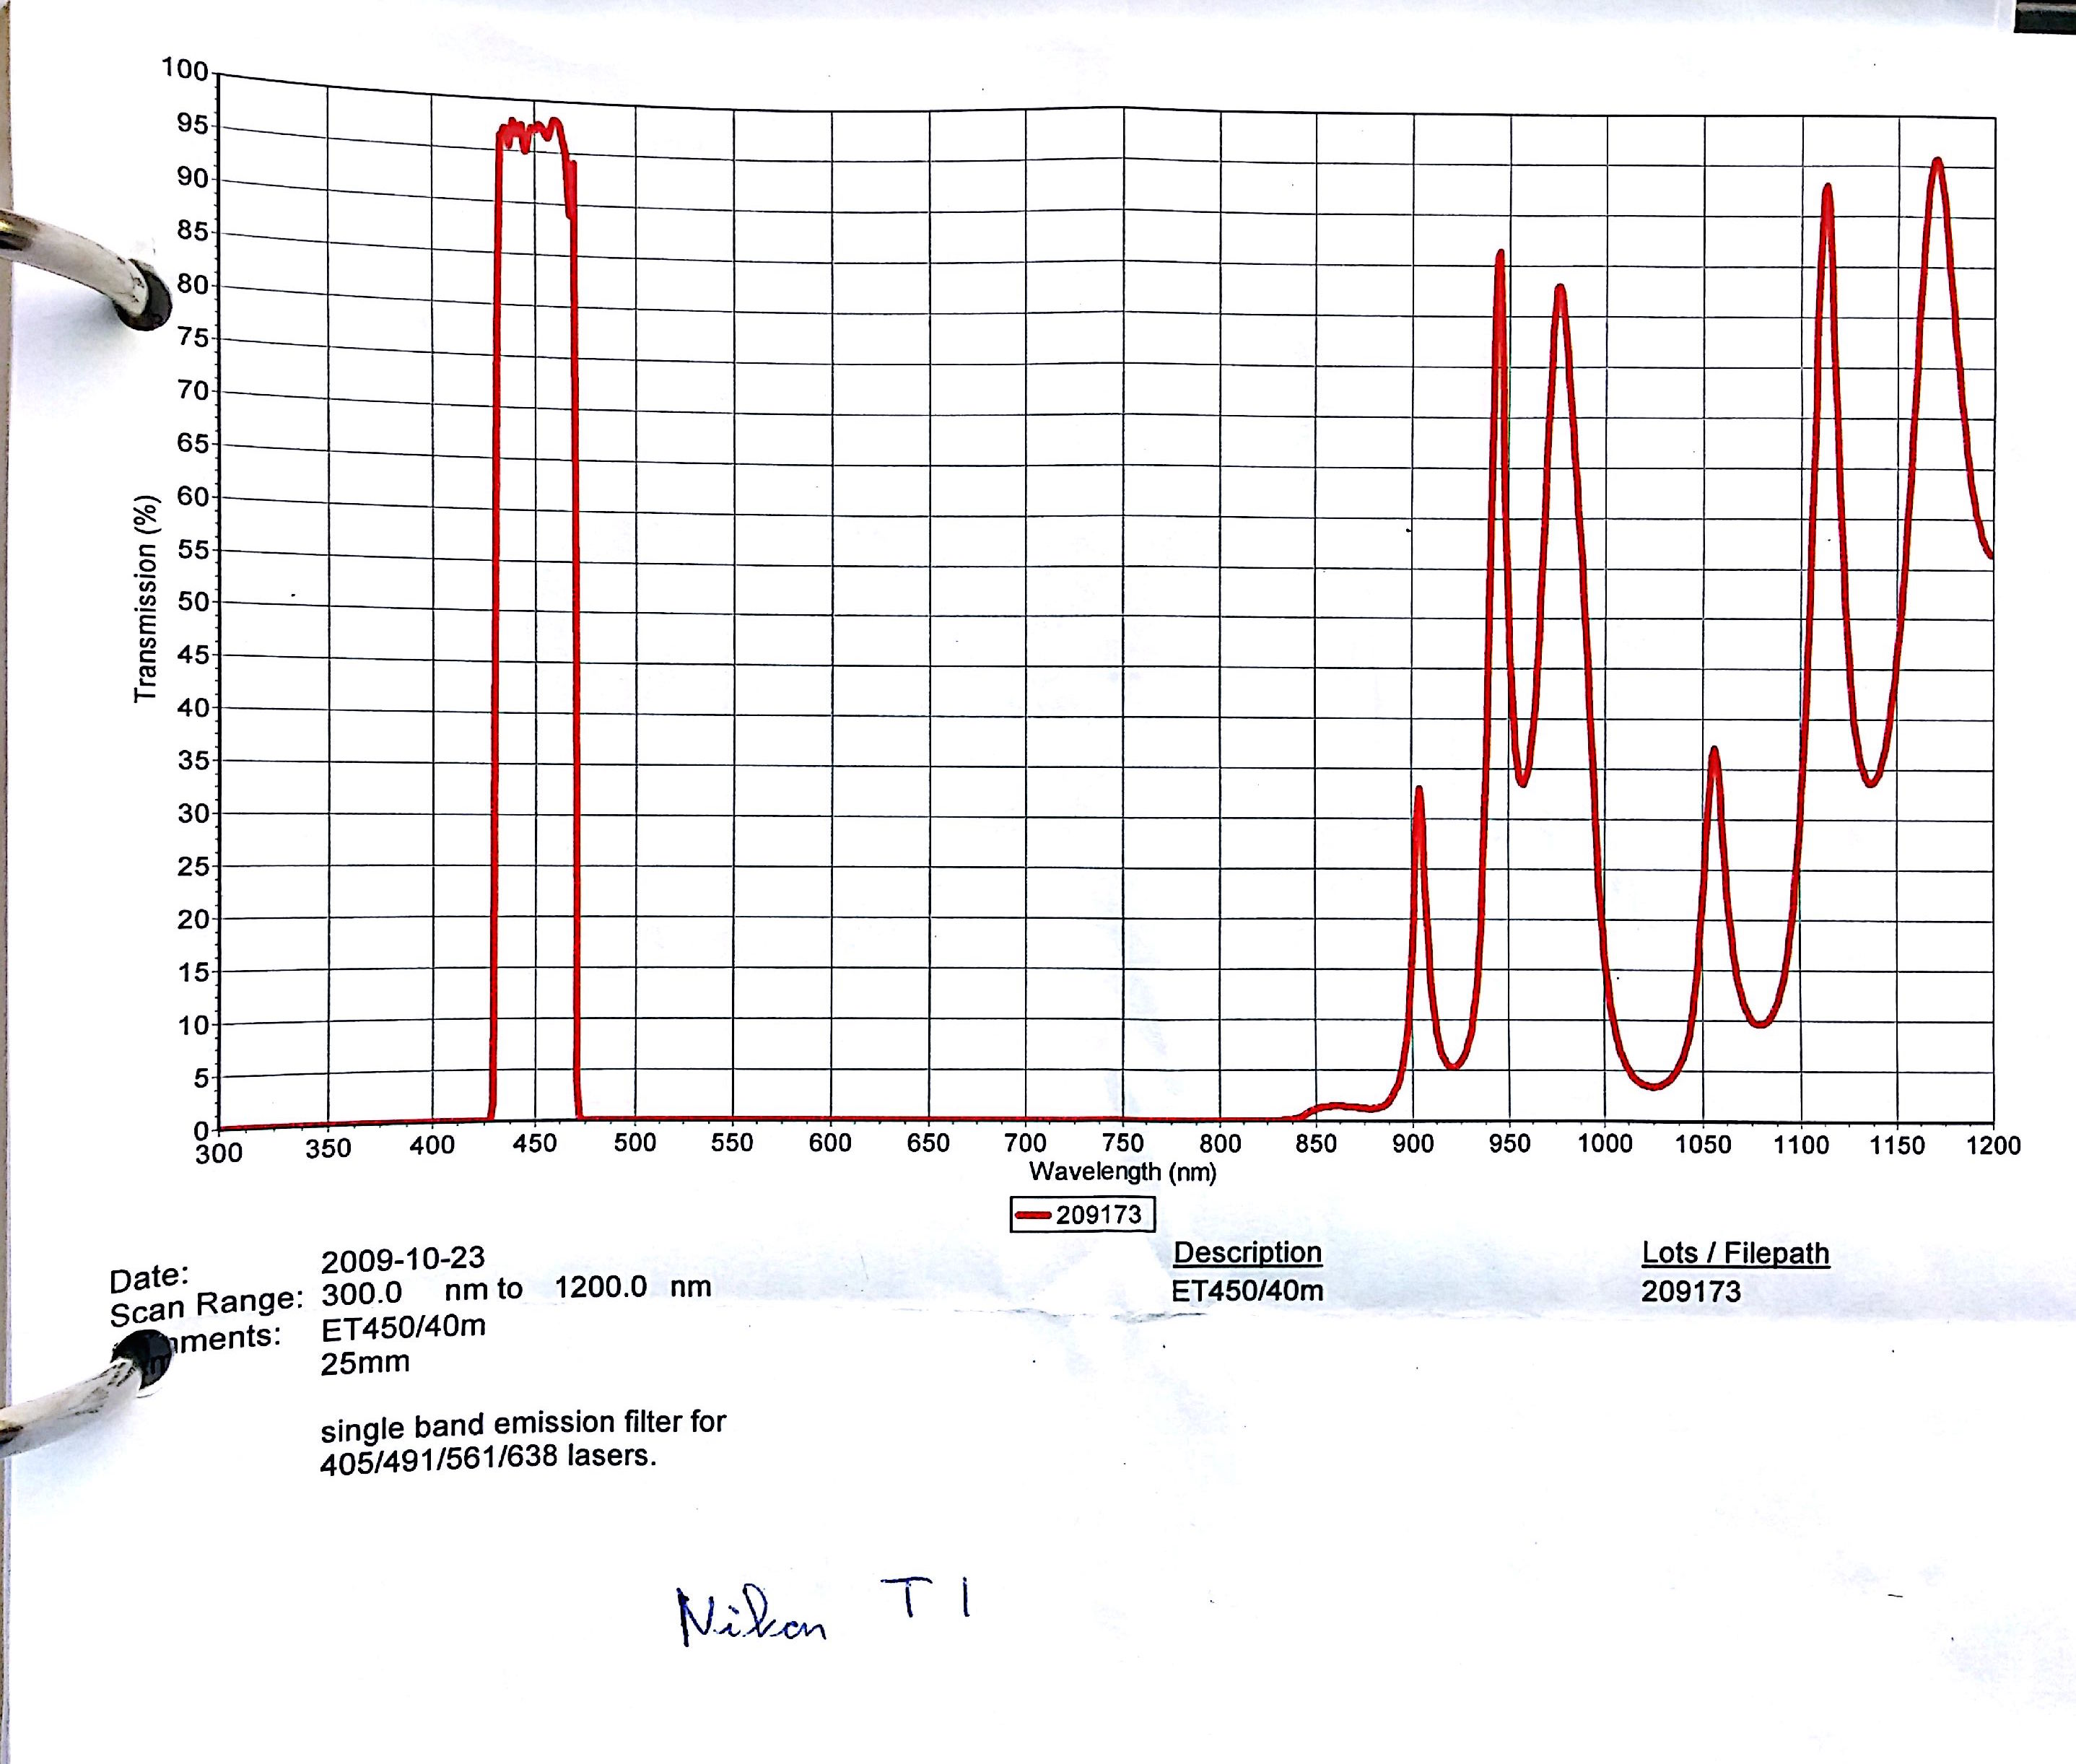 100
95
90
85
80
75
70
65
60
55
50
45
40
35
30
25
20
15
10
5
0
Transmission (%)
300 350 400 450 500 550 600 650 700 750 800 850 900 950 1000 1050 1100 1150 1200
Wavelength (nm)
209173
Date: 2009-10-23
Scan Range: 300.0 nm to 1200.0 nm
mments: ET450/40m
25mm
single band emission filter for
405/491/561/638 lasers.
Description
ET450/40m
Lots / Filepath
209173
Nikon T I